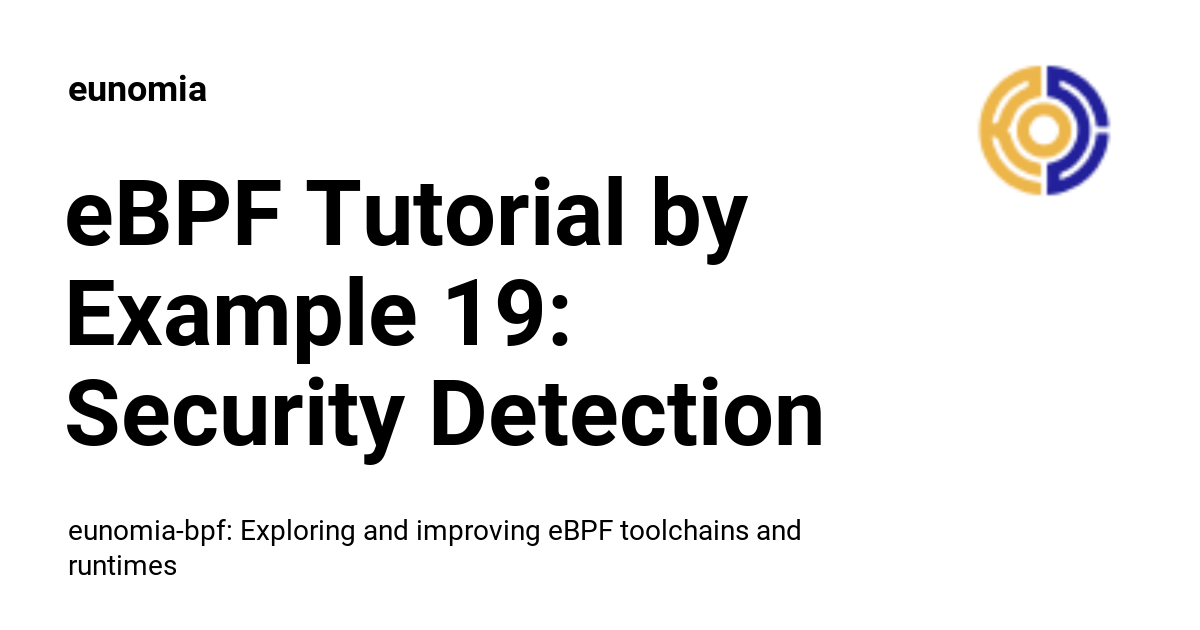 eunomia
eBPF Tutorial by
Example 19:
Security Detection
eunomia-bpf: Exploring and improving eBPF toolchains and
runtimes